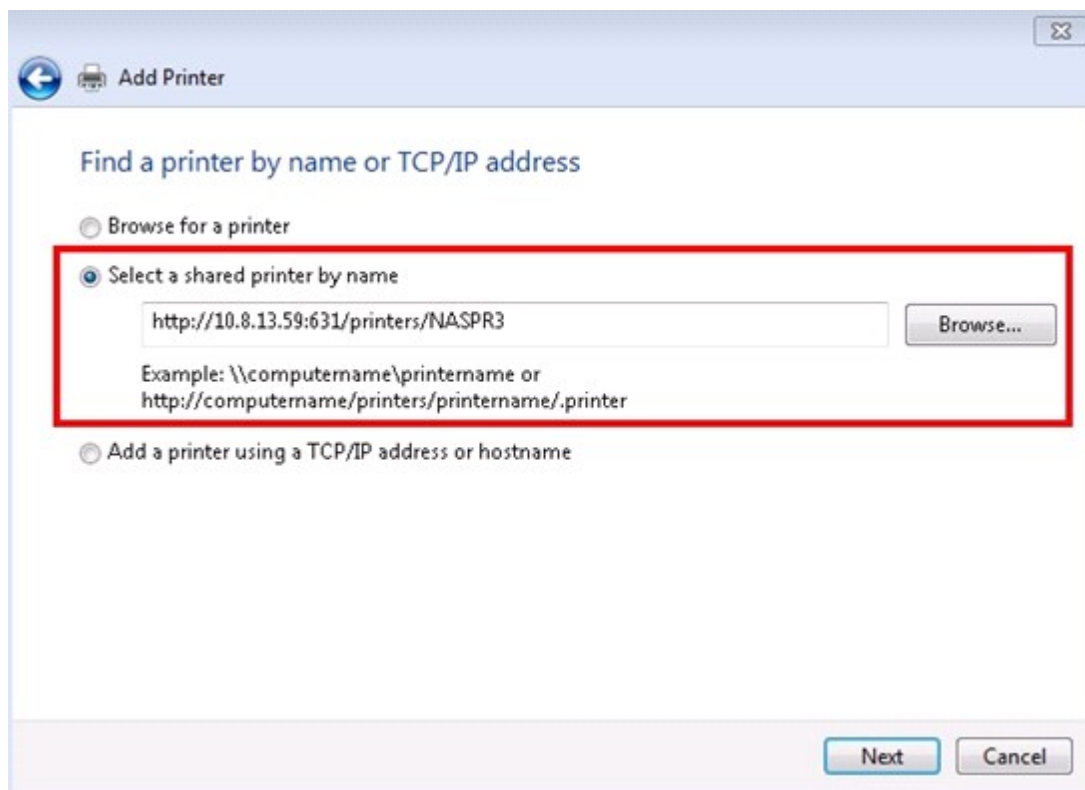 Add Printer
Find a printer by name or TCP/IP address
Browse for a printer
Select a shared printer by name
http://10.8.13.59:631/printers/NASPR3
Browse...
Example: \\computername\printername or
http://computername/printers/printername/.printer
Add a printer using a TCP/IP address or hostname
Next
Cancel